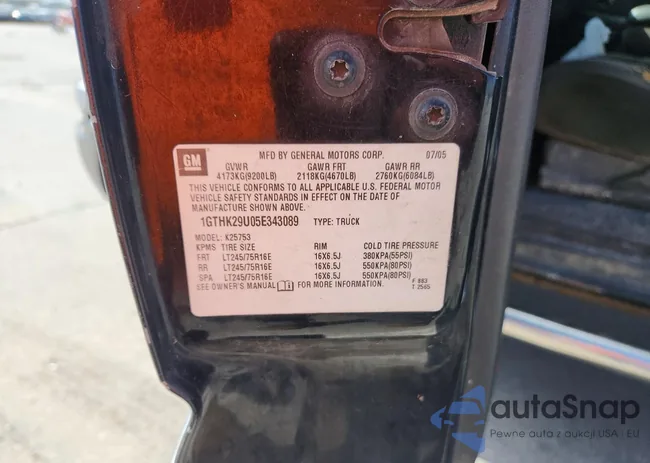 GM
MFD BY GENERAL MOTORS CORP. 07/05
GVWR GAWR FRT GAWR RR
4173KG(9200LB) 2118KG(4670LB) 2760KG(6084LB)
THIS VEHICLE CONFORMS TO ALL APPLICABLE U.S. FEDERAL MOTOR
VEHICLE SAFETY STANDARDS IN EFFECT ON THE DATE OF
MANUFACTURE SHOWN ABOVE.
1GTHK29U05E343089 TYPE: TRUCK
MODEL: K25753
KPMS TIRE SIZE RIM COLD TIRE PRESSURE
FRT LT245/75R16E 16X6.5J 380KPA(55PSI)
RR LT245/75R16E 16X6.5J 550KPA(80PSI)
SPA LT245/75R16E 16X6.5J 550KPA(80PSI)
SEE OWNER'S MANUAL FOR MORE INFORMATION.
F 883
T 2505
autaSnap
Pewne auta z aukcji USA - EU